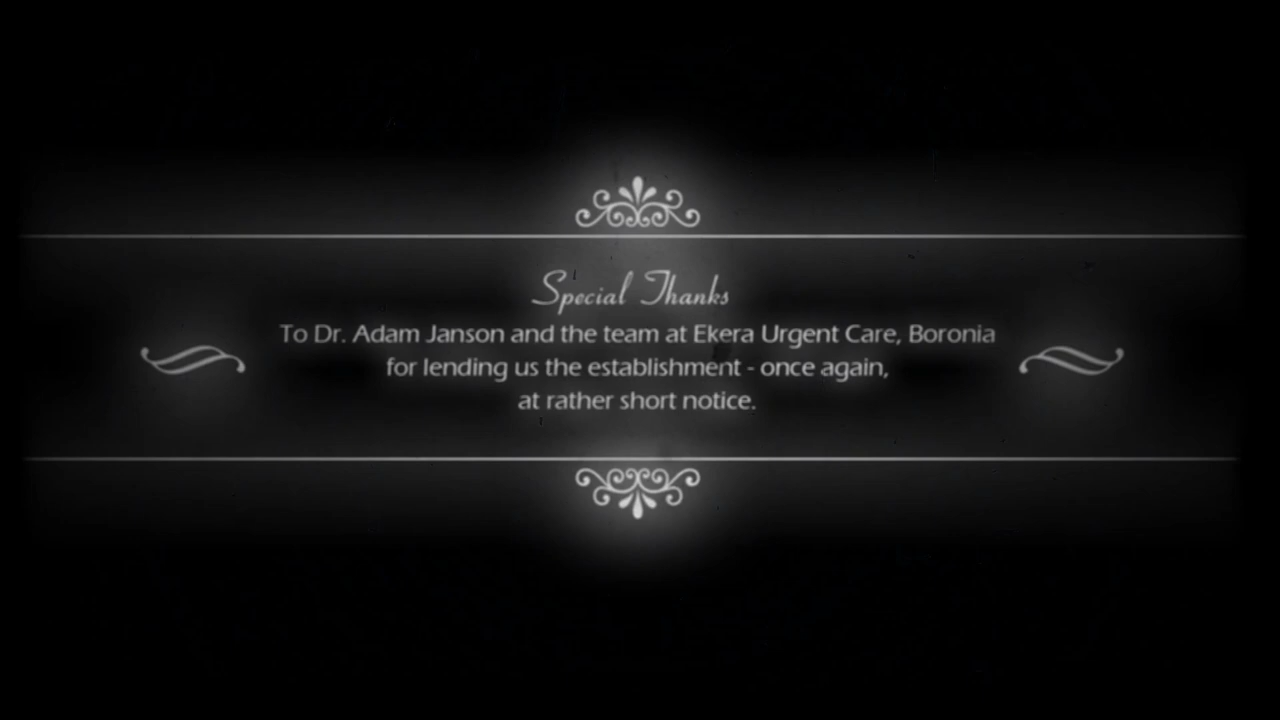 Special Thanks
To Dr. Adam Janson and the team at Ekera Urgent Care, Boronia
for lending us the establishment - once again,
at rather short notice.